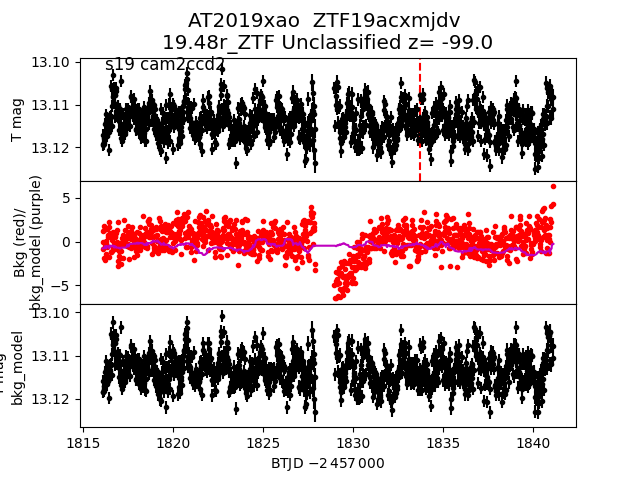 AT2019xao  ZTF19acxmjdv
19.48r_ZTF Unclassified z= -99.0
s19 cam2ccd2
13.10
13.11
13.12
T mag
5
0
−5
Bkg (red)/
bkg_model (purple)
13.10
13.11
13.12
T mag
bkg_model
1815
1820
1825
1830
1835
1840
BTJD −2 457 000